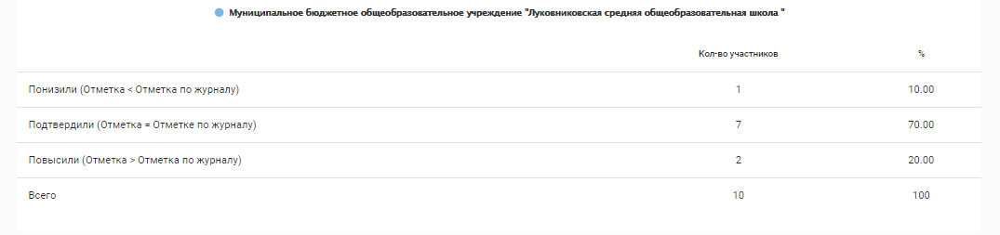 Муниципальное бюджетное общеобразовательное учреждение "Луковниковская средняя общеобразовательная школа "
Кол-во участников %
Понизили (Отметка < Отметка по журналу) 1 10.00
Подтвердили (Отметка = Отметке по журналу) 7 70.00
Повысили (Отметка > Отметка по журналу) 2 20.00
Всего 10 100